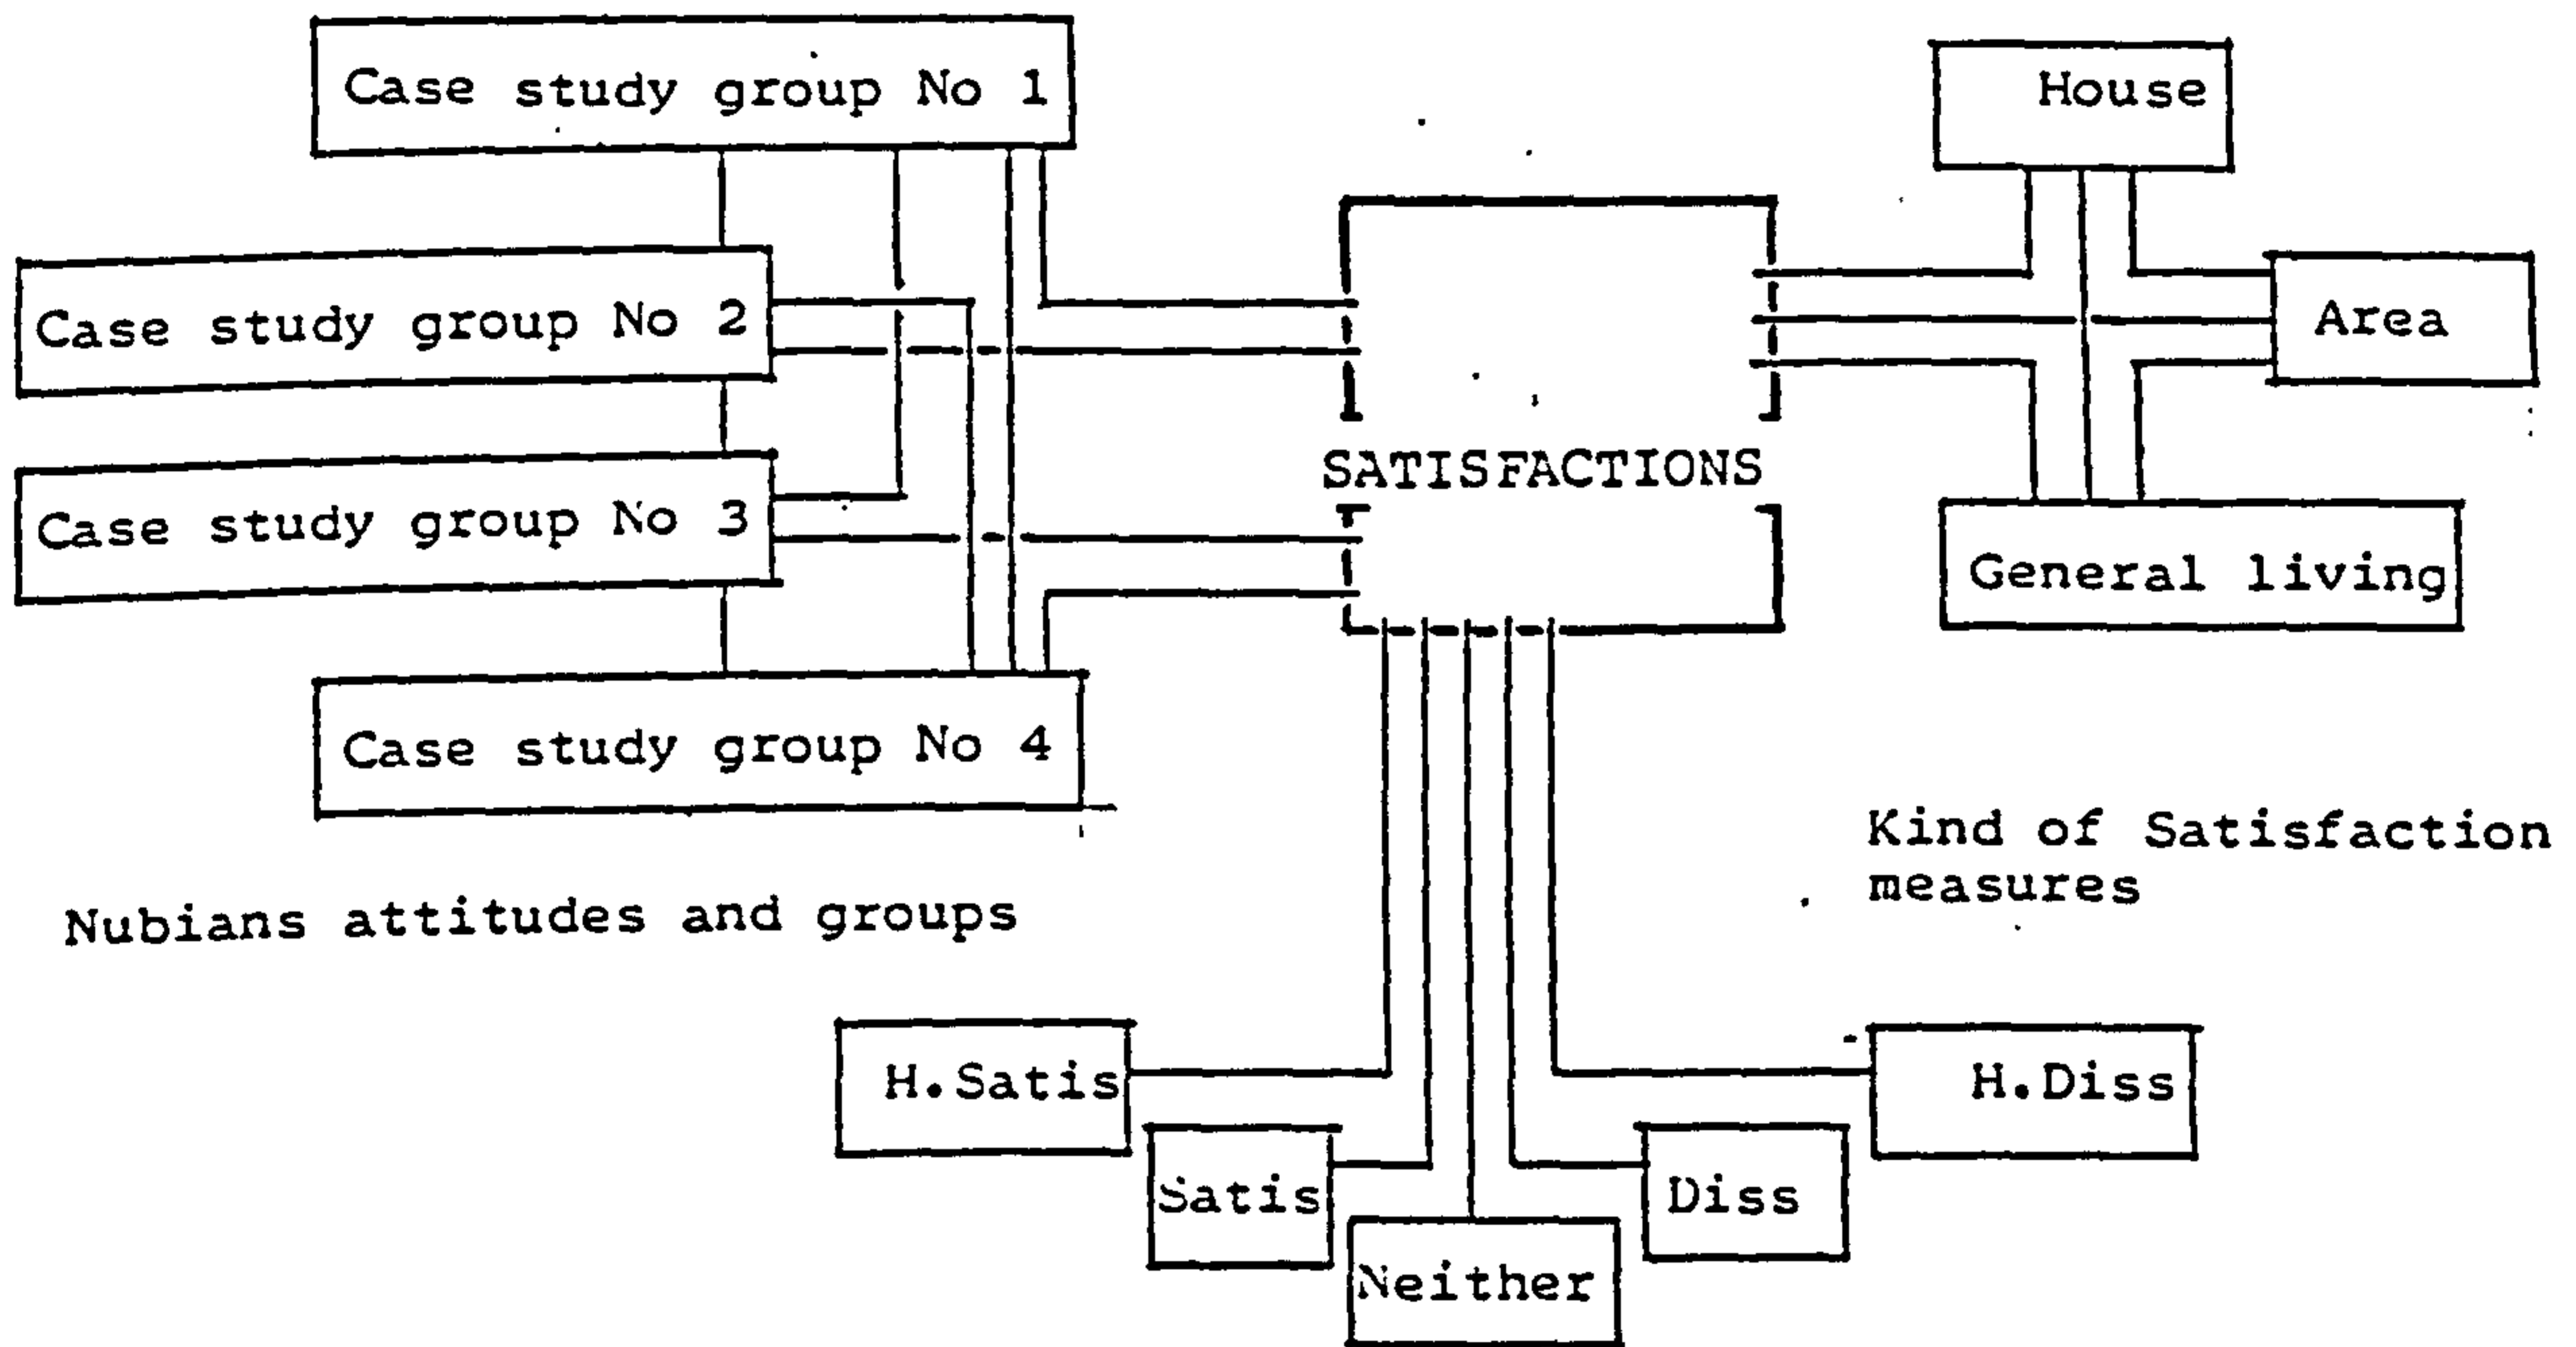 Case study group No 1
House
Case study group No 2
Area
SATISFACTIONS
Case study group No 3
General living
Case study group No 4
Kind of Satisfaction
measures
Nubians attitudes and groups
H.Satis
H.Diss
Satis
Diss
Neither